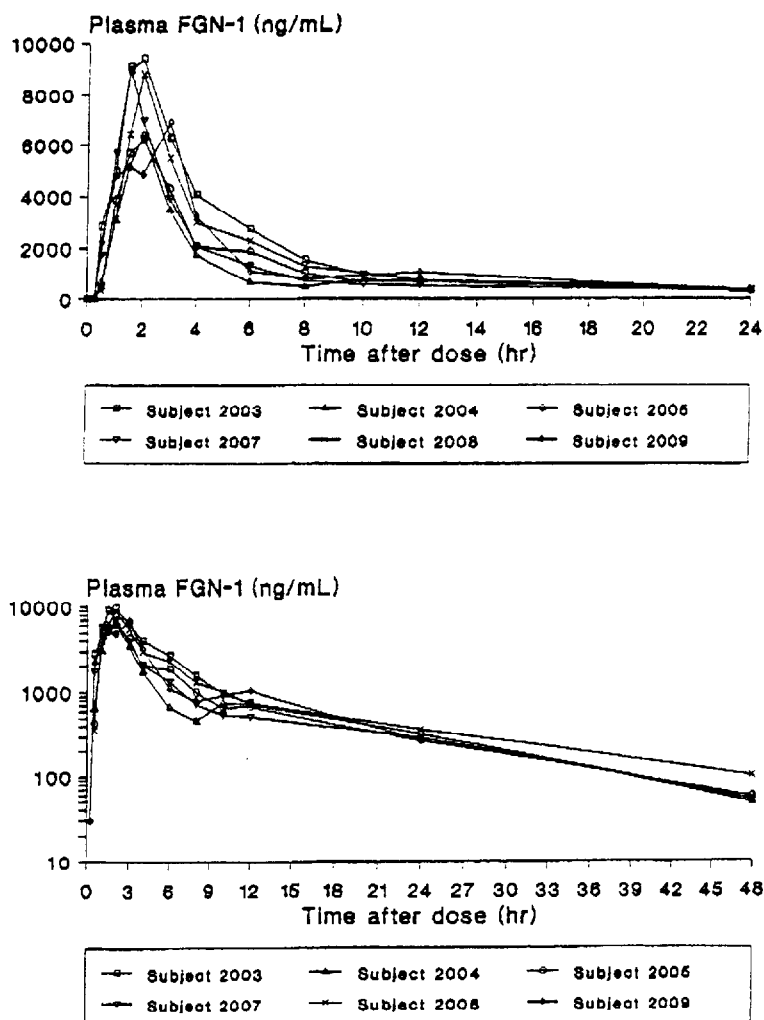 Plasma FGN-1 (ng/mL)
10000
8000
6000
4000
2000
0
0 2 4 6 8 10 12 14 16 18 20 22 24
Time after dose (hr)
Subject 2003 Subject 2004 Subject 2005
Subject 2007 Subject 2008 Subject 2009
Plasma FGN-1 (ng/mL)
10000
1000
100
10
0 3 6 9 12 15 18 21 24 27 30 33 36 39 42 45 48
Time after dose (hr)
Subject 2003 Subject 2004 Subject 2005
Subject 2007 Subject 2008 Subject 2009